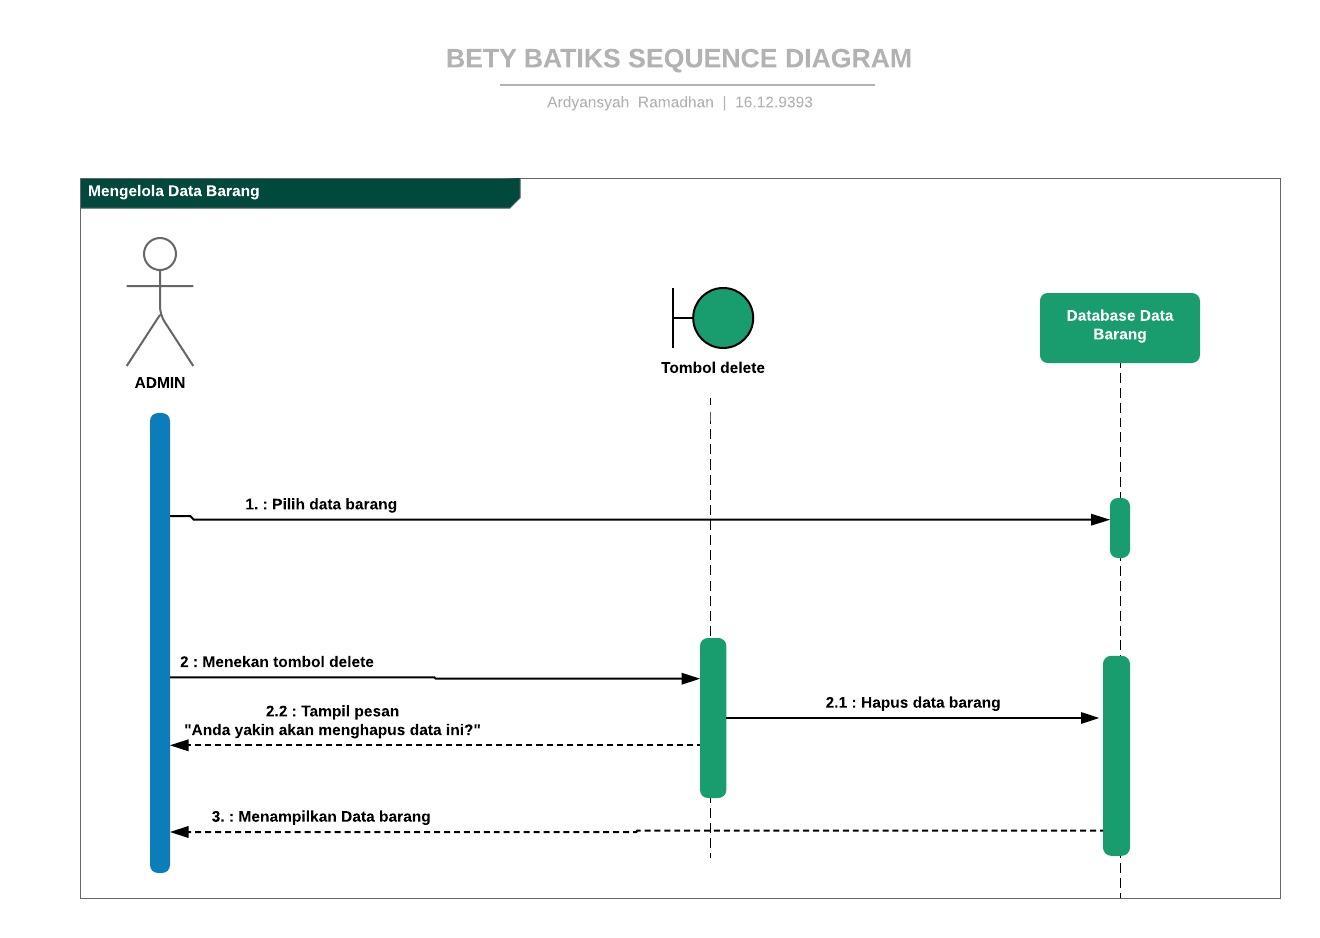 BETY BATIKS SEQUENCE DIAGRAM
Ardyansyah Ramadhan | 16.12.9393
Mengelola Data Barang
ADMIN
Tombol delete
Database Data
Barang
1. : Pilih data barang
2 : Menekan tombol delete
2.1 : Hapus data barang
2.2 : Tampil pesan
"Anda yakin akan menghapus data ini?"
3. : Menampilkan Data barang